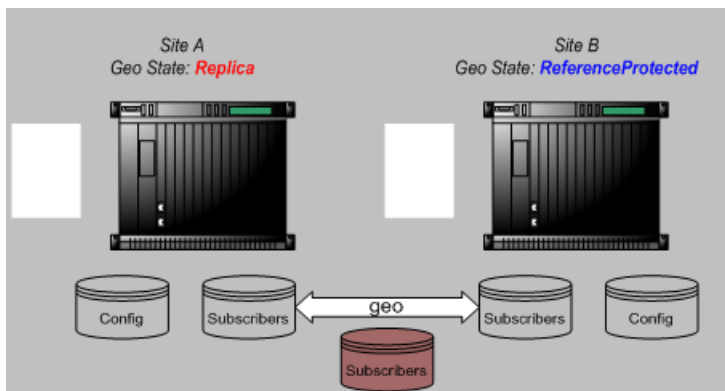 Site A
Geo State: Replica
Site B
Geo State: ReferenceProtected
Config
Subscribers
geo
Subscribers
Config
Subscribers